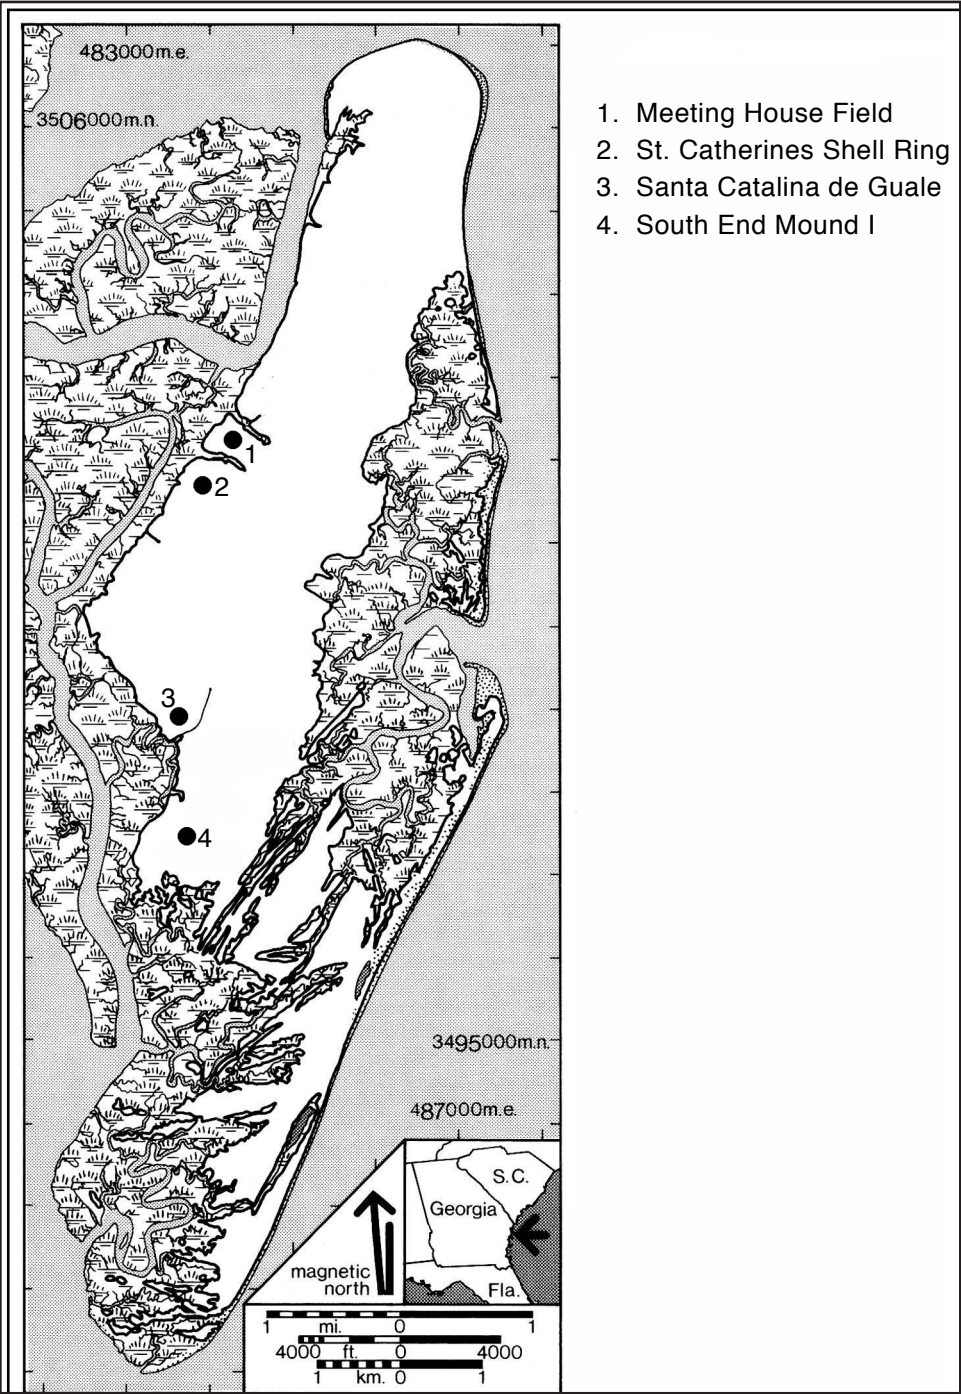 483000m.e.
3506000m.n.
1. Meeting House Field
2. St. Catherines Shell Ring
3. Santa Catalina de Guale
4. South End Mound I
1
2
3
4
3495000m.n.
487000m.e.
S.C.
Georgia
Fla.
magnetic
north
1 mi. 0 1
4000 ft. 0 4000
1 km. 0 1